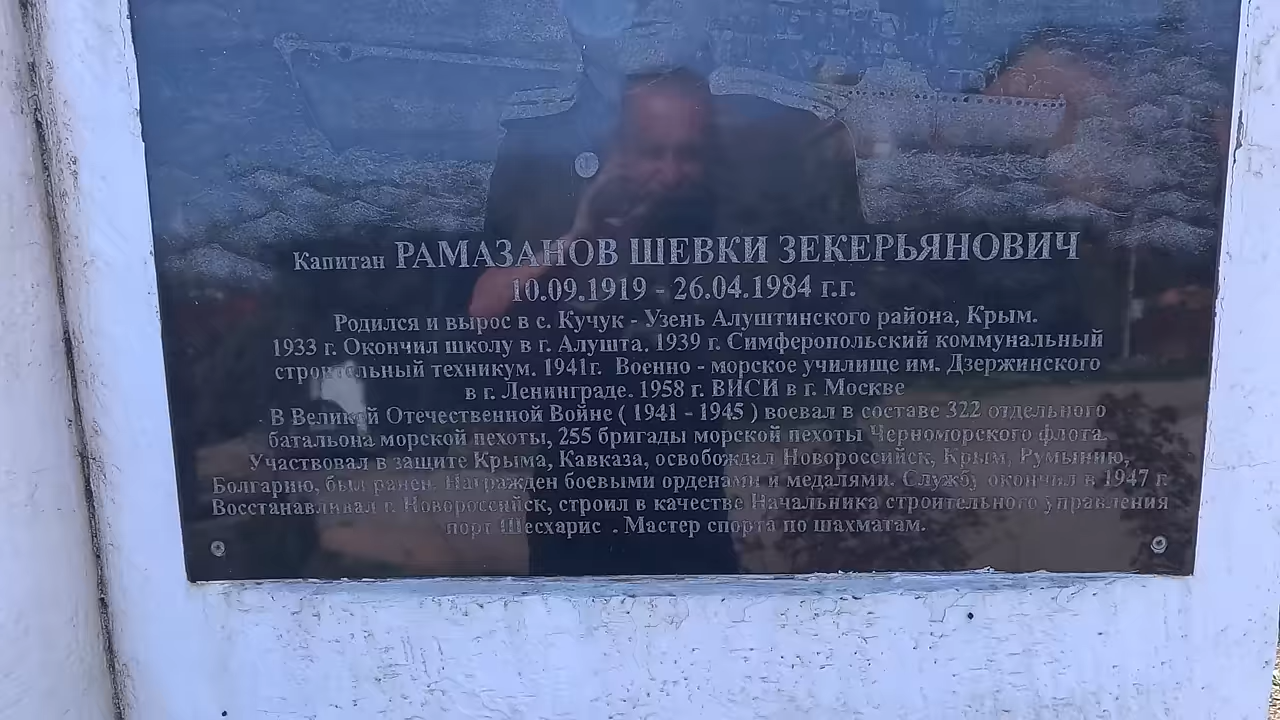 Капитан РАМАЗАНОВ ШЕВКИ ЗЕКЕРЬЯНОВИЧ
10.09.1919 - 26.04.1984 г.г.
Родился и вырос в с. Кучук - Узень Алуштинского района, Крым.
1933 г. Окончил школу в г. Алушта. 1939 г. Симферопольский коммунальный
строительный техникум. 1941г. Военно - морское училище им. Дзержинского
в г. Ленинграде. 1958 г. ВИСИ в г. Москве
В Великой Отечественной Войне ( 1941 - 1945 ) воевал в составе 322 отдельного
батальона морской пехоты, 255 бригады морской пехоты Черноморского флота.
Участвовал в защите Крыма, Кавказа, освобождал Новороссийск, Крым, Румынию,
Болгарию, был ранен. Награжден боевыми орденами и медалями. Службу окончил в 1947 г.
Восстанавливал г. Новороссийск, строил в качестве Начальника строительного управления
порт Шесхарис . Мастер спорта по шахматам.